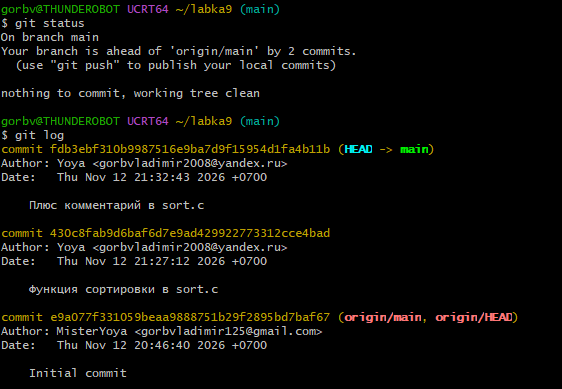 gorbv@THUNDEROBOT UCRT64 ~/labka9 (main)
$ git status
On branch main
Your branch is ahead of 'origin/main' by 2 commits.
  (use "git push" to publish your local commits)

nothing to commit, working tree clean

gorbv@THUNDEROBOT UCRT64 ~/labka9 (main)
$ git log
commit fdb3ebf310b9987516e9ba7d9f15954d1fa4b11b (HEAD -> main)
Author: Yoya <gorbvladimir2008@yandex.ru>
Date:   Thu Nov 12 21:32:43 2026 +0700

    Плюс комментарий в sort.c

commit 430c8fab9d6baf6d7e9ad429922773312cce4bad
Author: Yoya <gorbvladimir2008@yandex.ru>
Date:   Thu Nov 12 21:27:12 2026 +0700

    Функция сортировки в sort.c

commit e9a077f331059beaa9888751b29f2895bd7baf67 (origin/main, origin/HEAD)
Author: MisterYoya <gorbvladimir125@gmail.com>
Date:   Thu Nov 12 20:46:40 2026 +0700

    Initial commit